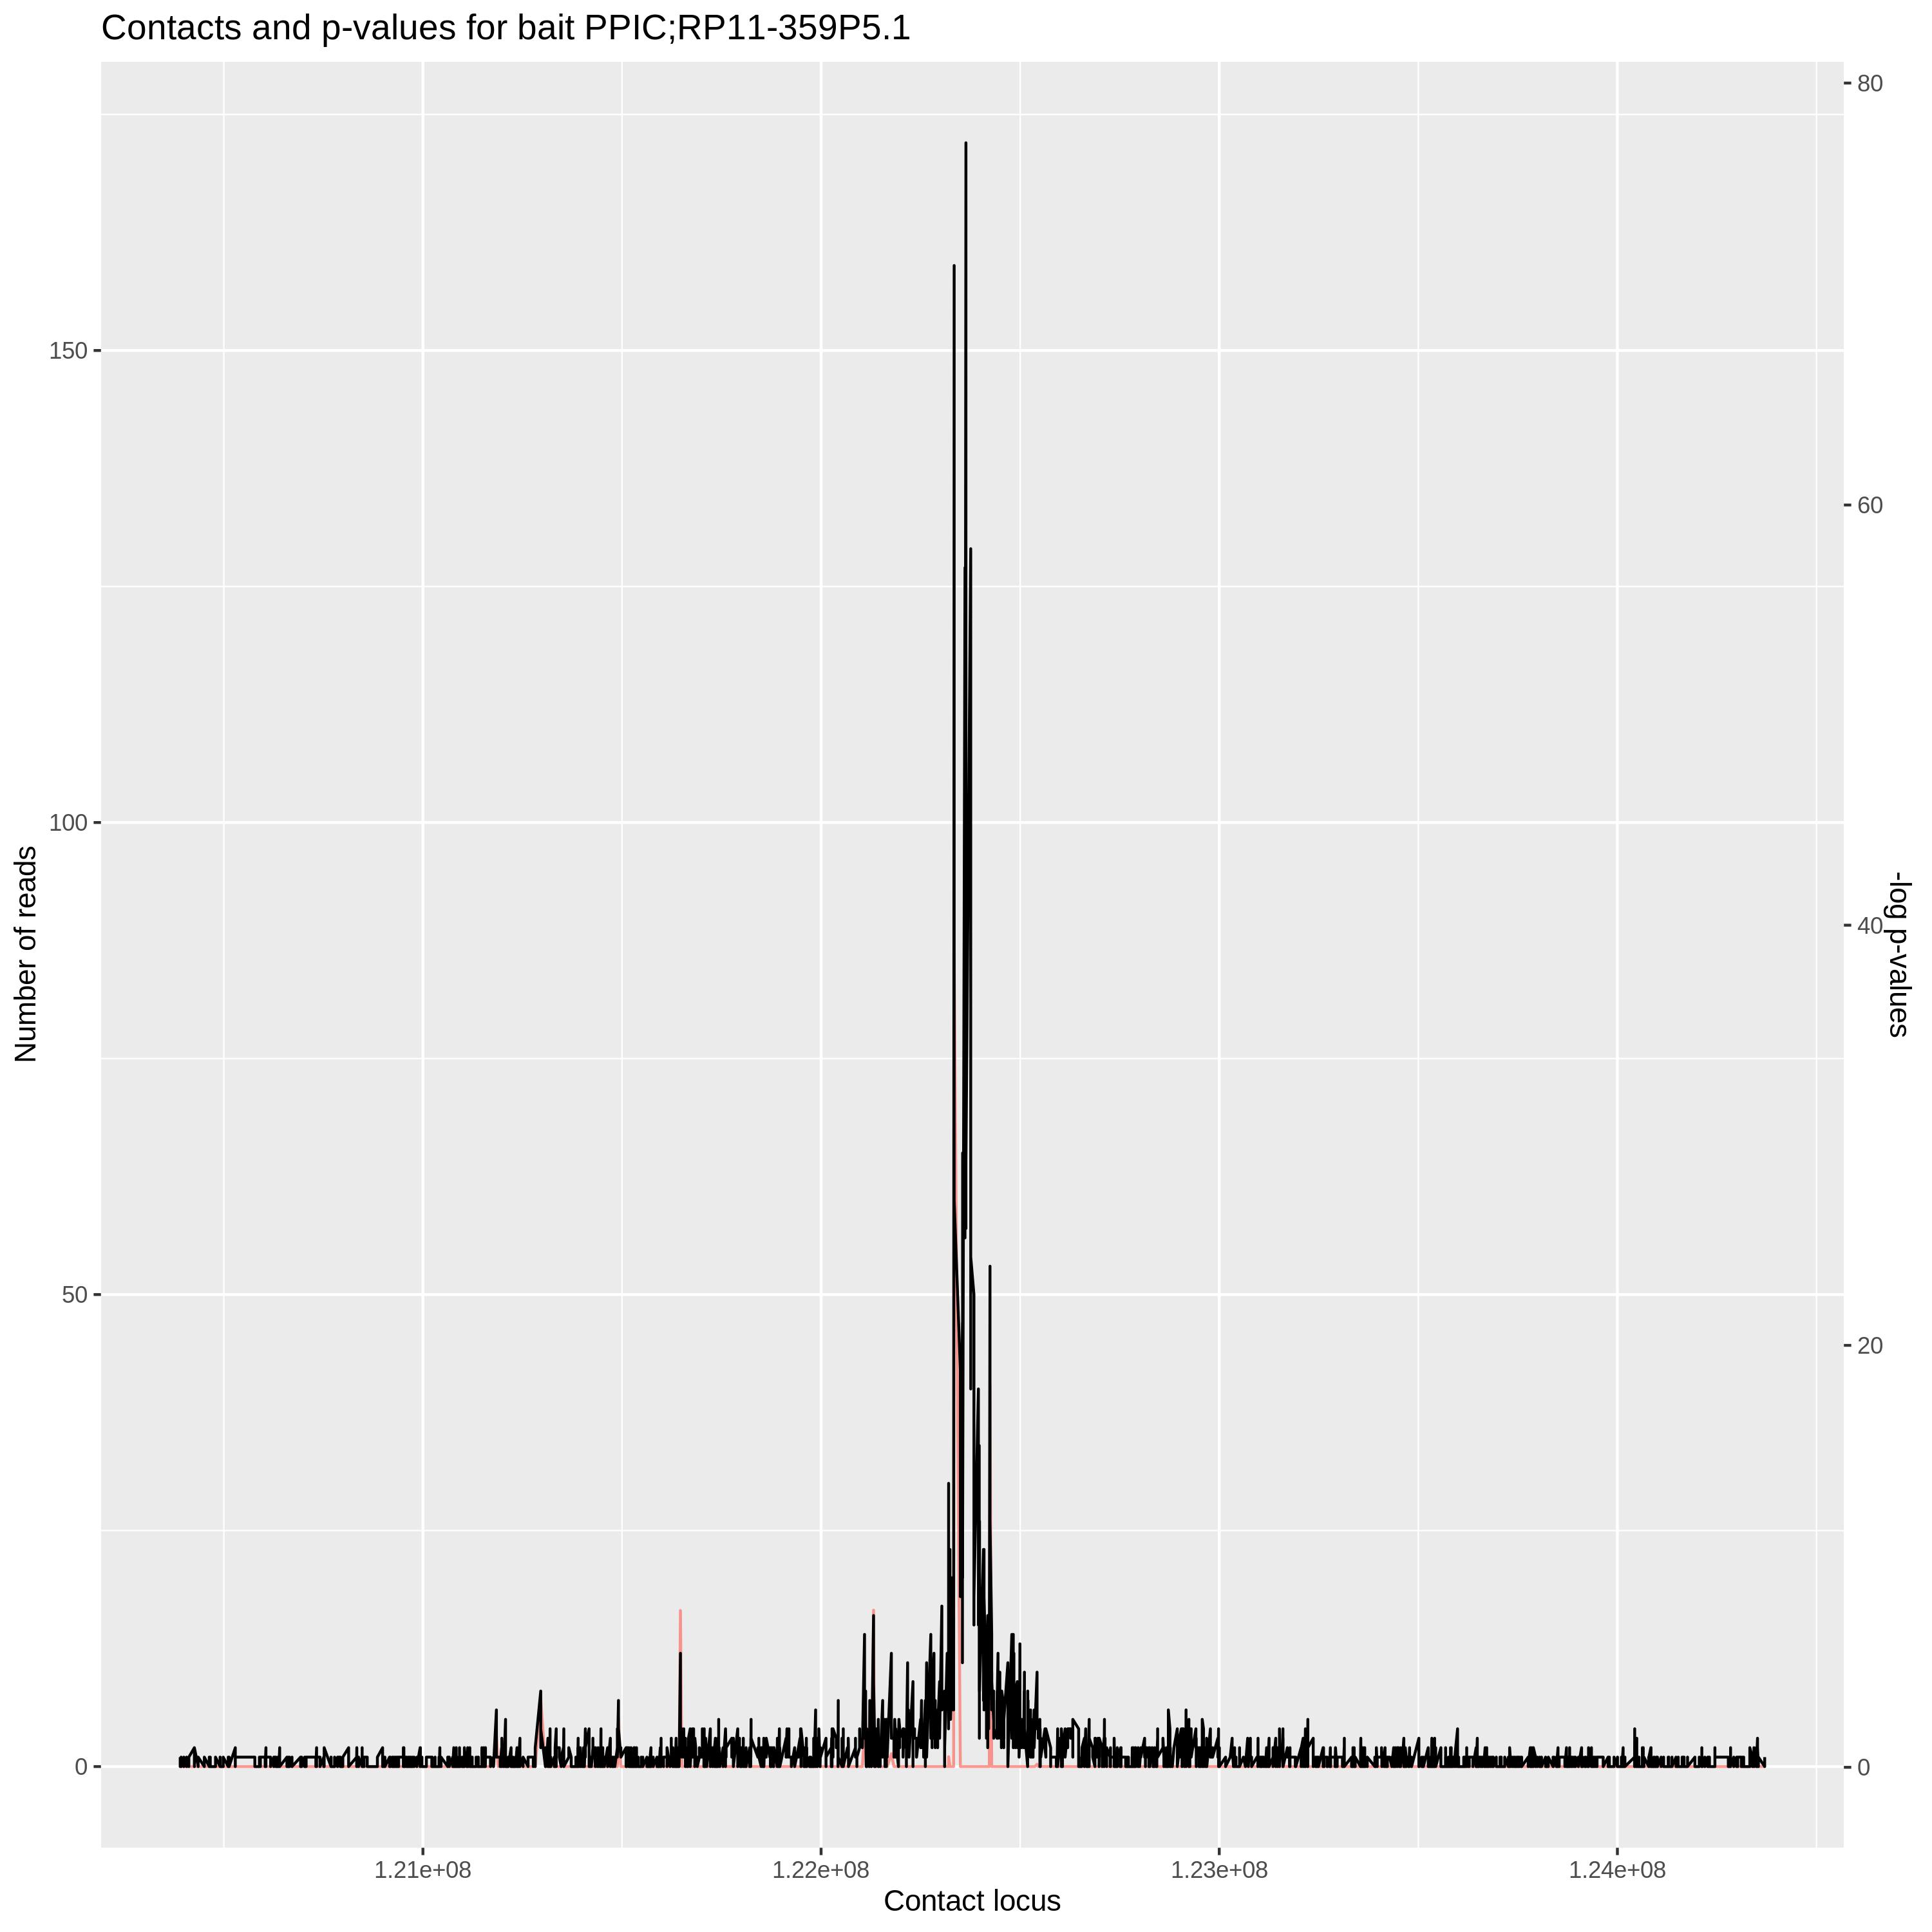 Contacts and p-values for bait PPIC;RP11-359P5.1
80
150
60
100
40
50
20
0
0
Number of reads
-log p-values
1.21e+08
1.22e+08
1.23e+08
1.24e+08
Contact locus